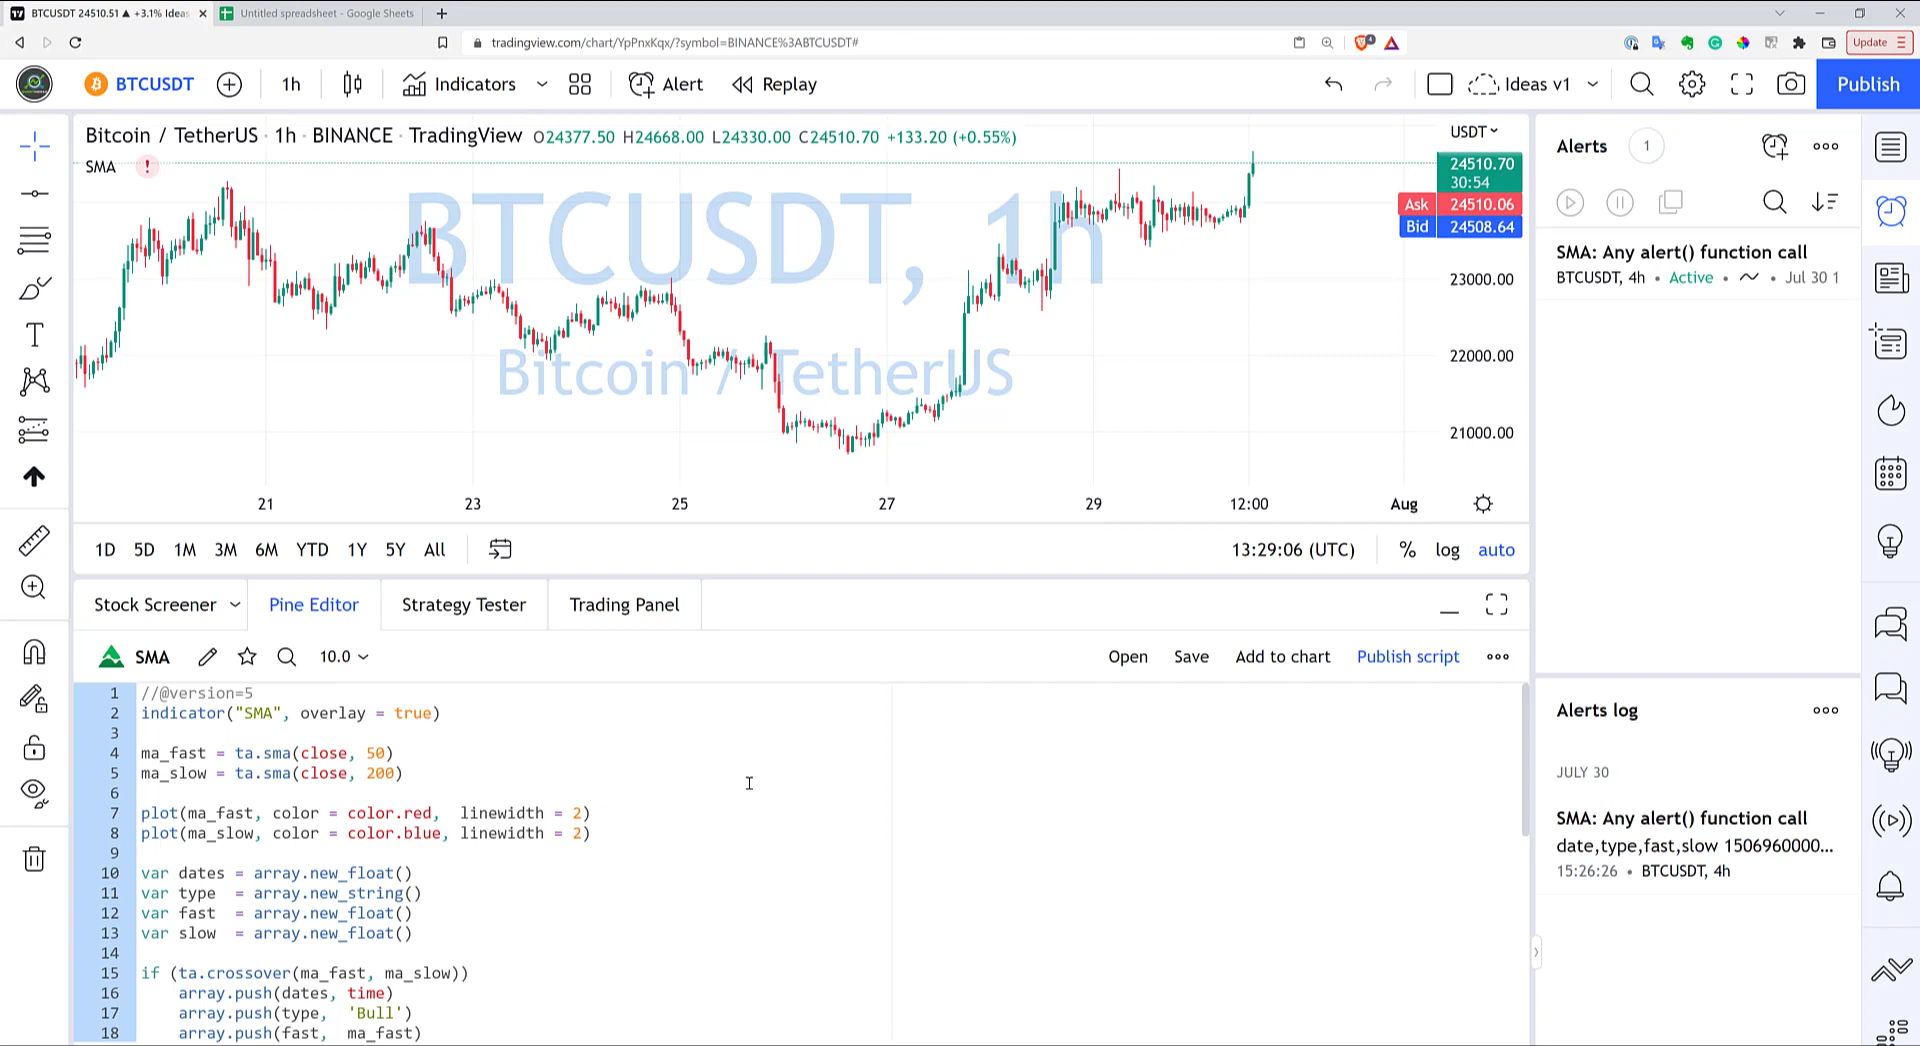 BTCUSDT 24510.51 ▲ +3.1% Ideas
Untitled spreadsheet - Google Sheets
tradingview.com/chart/YpPnxKqx/?symbol=BINANCE%3ABTCUSDT#
Update
BTCUSDT
1h
Indicators
Alert
Replay
Ideas v1
Publish
Bitcoin / TetherUS · 1h · BINANCE · TradingView O24377.50 H24668.00 L24330.00 C24510.70 +133.20 (+0.55%)
SMA !
BTCUSDT, 1h
Bitcoin / TetherUS
USDT
24510.70
30:54
Ask 24510.06
Bid 24508.64
23000.00
22000.00
21000.00
21 23 25 27 29 12:00 Aug
1D 5D 1M 3M 6M YTD 1Y 5Y All
13:29:06 (UTC) % log auto
Stock Screener Pine Editor Strategy Tester Trading Panel
SMA 10.0 Open Save Add to chart Publish script
1 //@version=5
2 indicator("SMA", overlay = true)
3
4 ma_fast = ta.sma(close, 50)
5 ma_slow = ta.sma(close, 200)
6
7 plot(ma_fast, color = color.red,  linewidth = 2)
8 plot(ma_slow, color = color.blue, linewidth = 2)
9
10 var dates = array.new_float()
11 var type  = array.new_string()
12 var fast  = array.new_float()
13 var slow  = array.new_float()
14
15 if (ta.crossover(ma_fast, ma_slow))
16     array.push(dates, time)
17     array.push(type,  'Bull')
18     array.push(fast,  ma_fast)
Alerts 1
SMA: Any alert() function call
BTCUSDT, 4h • Active • • Jul 30 1
Alerts log
JULY 30
SMA: Any alert() function call
date,type,fast,slow 1506960000...
15:26:26 • BTCUSDT, 4h